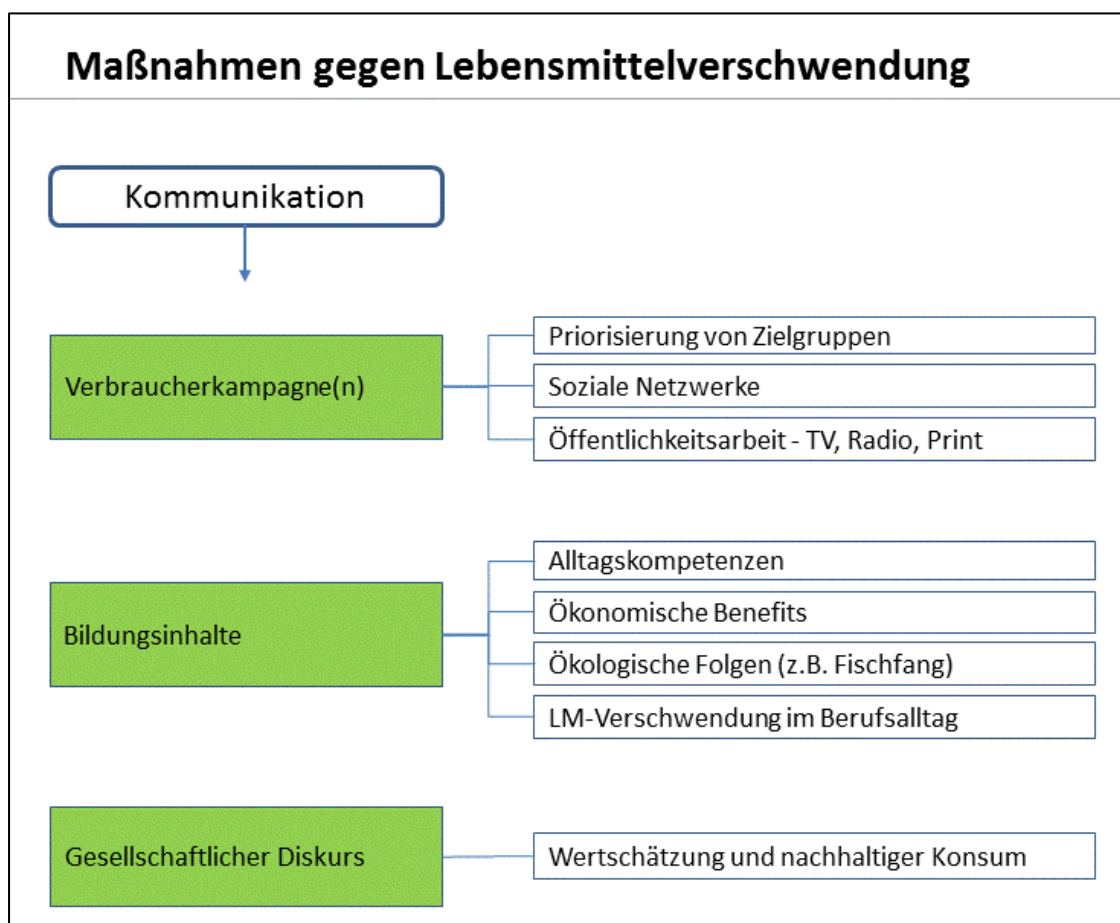 Maßnahmen gegen Lebensmittelverschwendung
Kommunikation
Verbraucherkampagne(n)
Priorisierung von Zielgruppen
Soziale Netzwerke
Öffentlichkeitsarbeit - TV, Radio, Print
Bildungsinhalte
Alltagskompetenzen
Ökonomische Benefits
Ökologische Folgen (z.B. Fischfang)
LM-Verschwendung im Berufsalltag
Gesellschaftlicher Diskurs
Wertschätzung und nachhaltiger Konsum